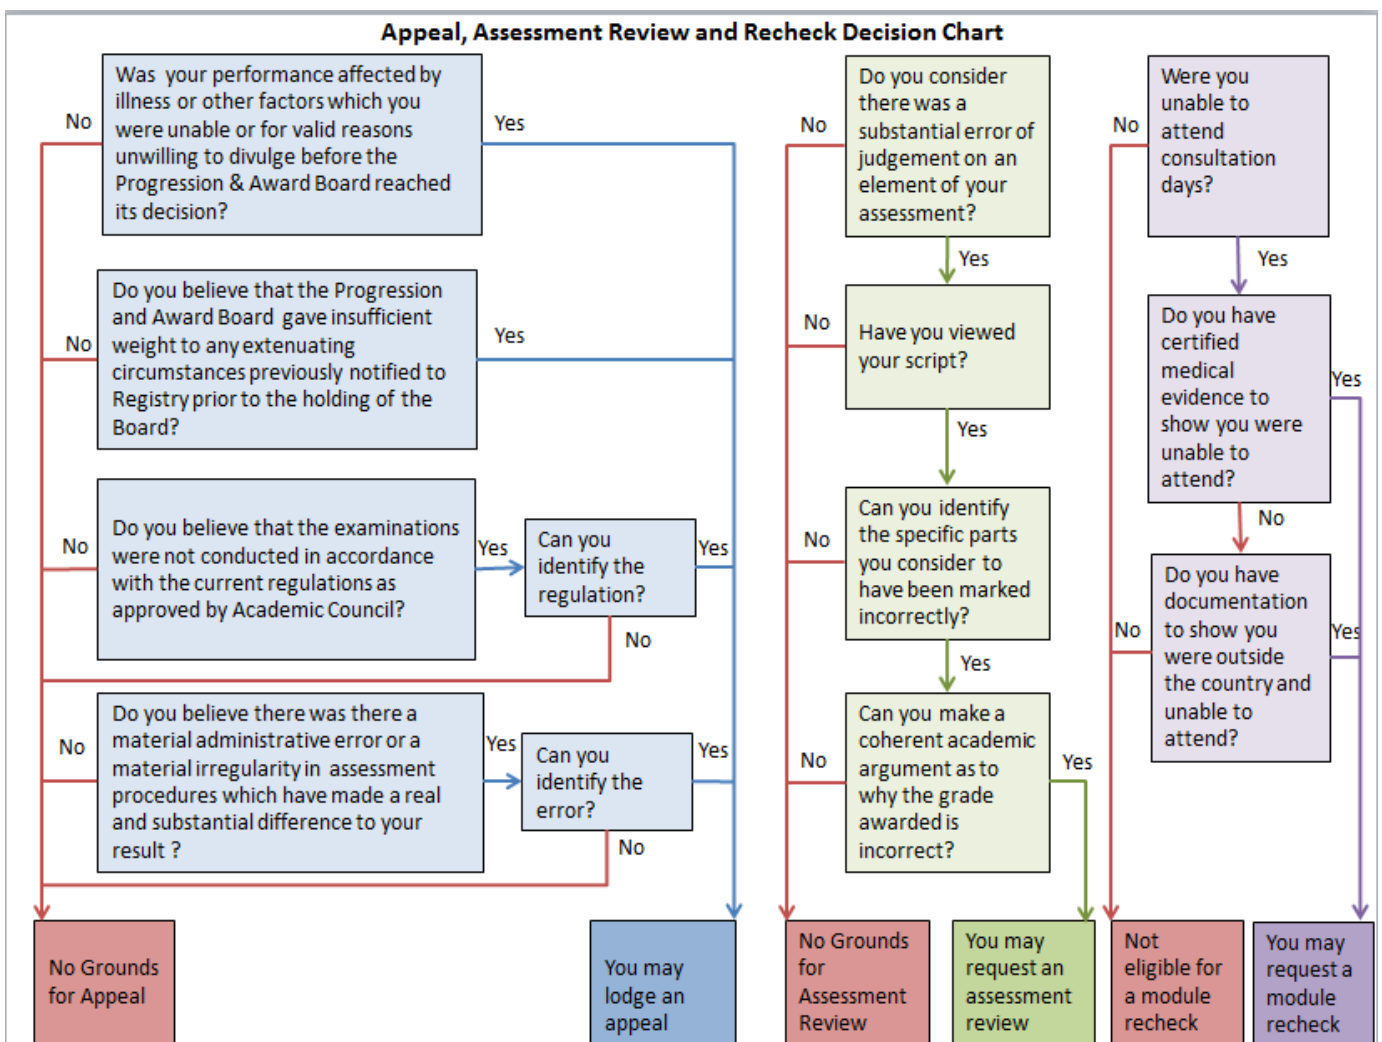 Appeal, Assessment Review and Recheck Decision Chart
Was your performance affected by
illness or other factors which you
were unable or for valid reasons
unwilling to divulge before the
Progression & Award Board reached
its decision?
No
Yes
Do you believe that the Progression
and Award Board gave insufficient
weight to any extenuating
circumstances previously notified to
Registry prior to the holding of the
Board?
No
Yes
Do you believe that the examinations
were not conducted in accordance
with the current regulations as
approved by Academic Council?
No
Yes
Can you
identify the
regulation?
Yes
No
Do you believe there was there a
material administrative error or a
material irregularity in assessment
procedures which have made a real
and substantial difference to your
result ?
No
Yes
Can you
identify the
error?
Yes
No
No Grounds
for Appeal
You may
lodge an
appeal
Do you consider
there was a
substantial error of
judgement on an
element of your
assessment?
No
Yes
Have you viewed
your script?
No
Yes
Can you identify
the specific parts
you consider to
have been marked
incorrectly?
No
Yes
Can you make a
coherent academic
argument as to
why the grade
awarded is
incorrect?
No
Yes
No Grounds
for
Assessment
Review
You may
request an
assessment
review
Were you
unable to
attend
consultation
days?
No
Yes
Do you have
certified
medical
evidence to
show you were
unable to
attend?
Yes
No
Do you have
documentation
to show you
were outside
the country and
unable to
attend?
No
Yes
Not
eligible for
a module
recheck
You may
request a
module
recheck